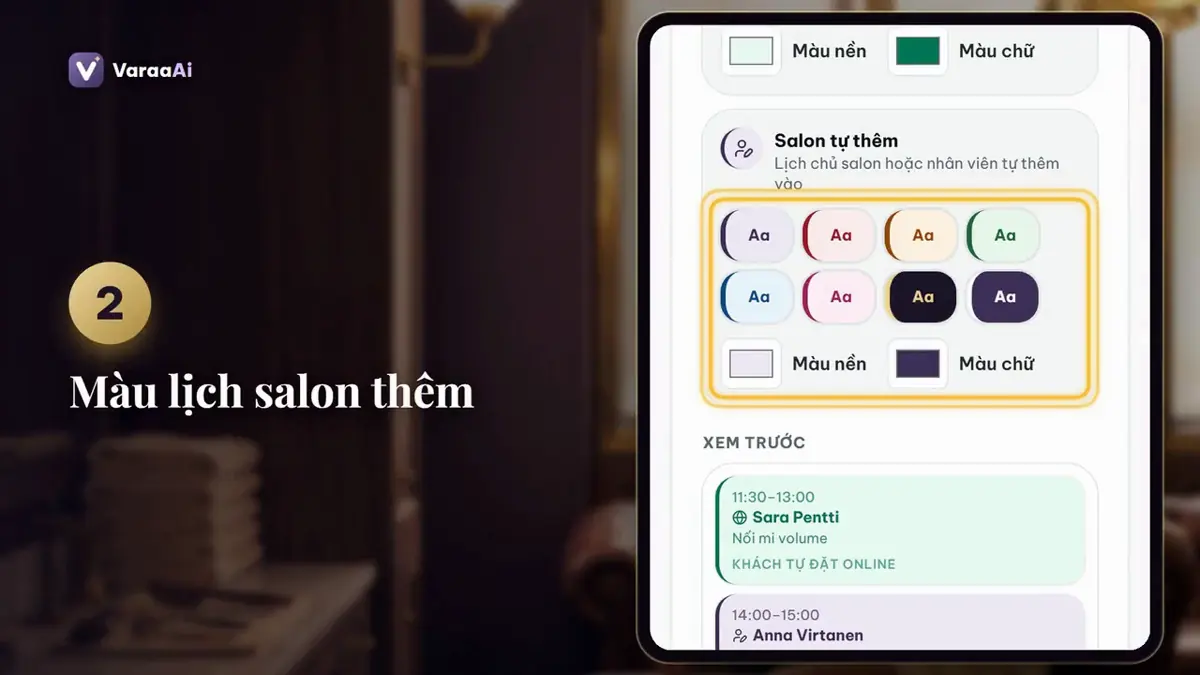 VaraaAi
2
Màu lịch salon thêm
Màu nền
Màu chữ
Salon tự thêm
Lịch chủ salon hoặc nhân viên tự thêm
vào
Aa
Aa
Aa
Aa
Aa
Aa
Aa
Aa
Màu nền
Màu chữ
XEM TRƯỚC
11:30–13:00
Sara Pentti
Nối mi volume
KHÁCH TỰ ĐẶT ONLINE
14:00–15:00
Anna Virtanen